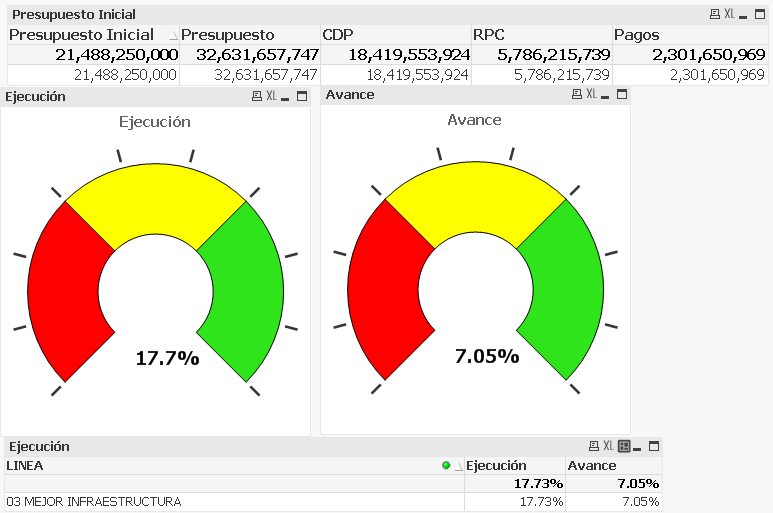 Presupuesto Inicial XL
Presupuesto Inicial Presupuesto CDP RPC Pagos
21,488,250,000 32,631,657,747 18,419,553,924 5,786,215,739 2,301,650,969
21,488,250,000 32,631,657,747 18,419,553,924 5,786,215,739 2,301,650,969
Ejecución XL
Ejecución
17.7%
Avance XL
Avance
7.05%
Ejecución XL
LINEA Ejecución Avance
17.73% 7.05%
03 MEJOR INFRAESTRUCTURA 17.73% 7.05%